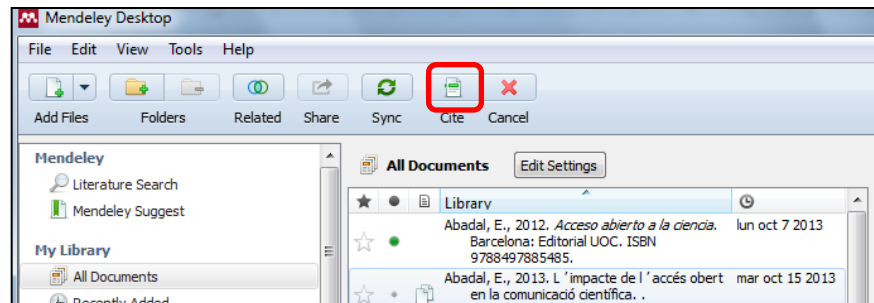 Mendeley Desktop
File Edit View Tools Help
Add Files Folders Related Share Sync Cite Cancel
Mendeley
Literature Search
Mendeley Suggest
My Library
All Documents
Recently Added
All Documents Edit Settings
Library
Abadal, E., 2012. Acceso abierto a la ciencia. lun oct 7 2013
Barcelona: Editorial UOC. ISBN
9788497885485.
Abadal, E., 2013. L ´impacte de l ´accés obert mar oct 15 2013
en la comunicació científica. .